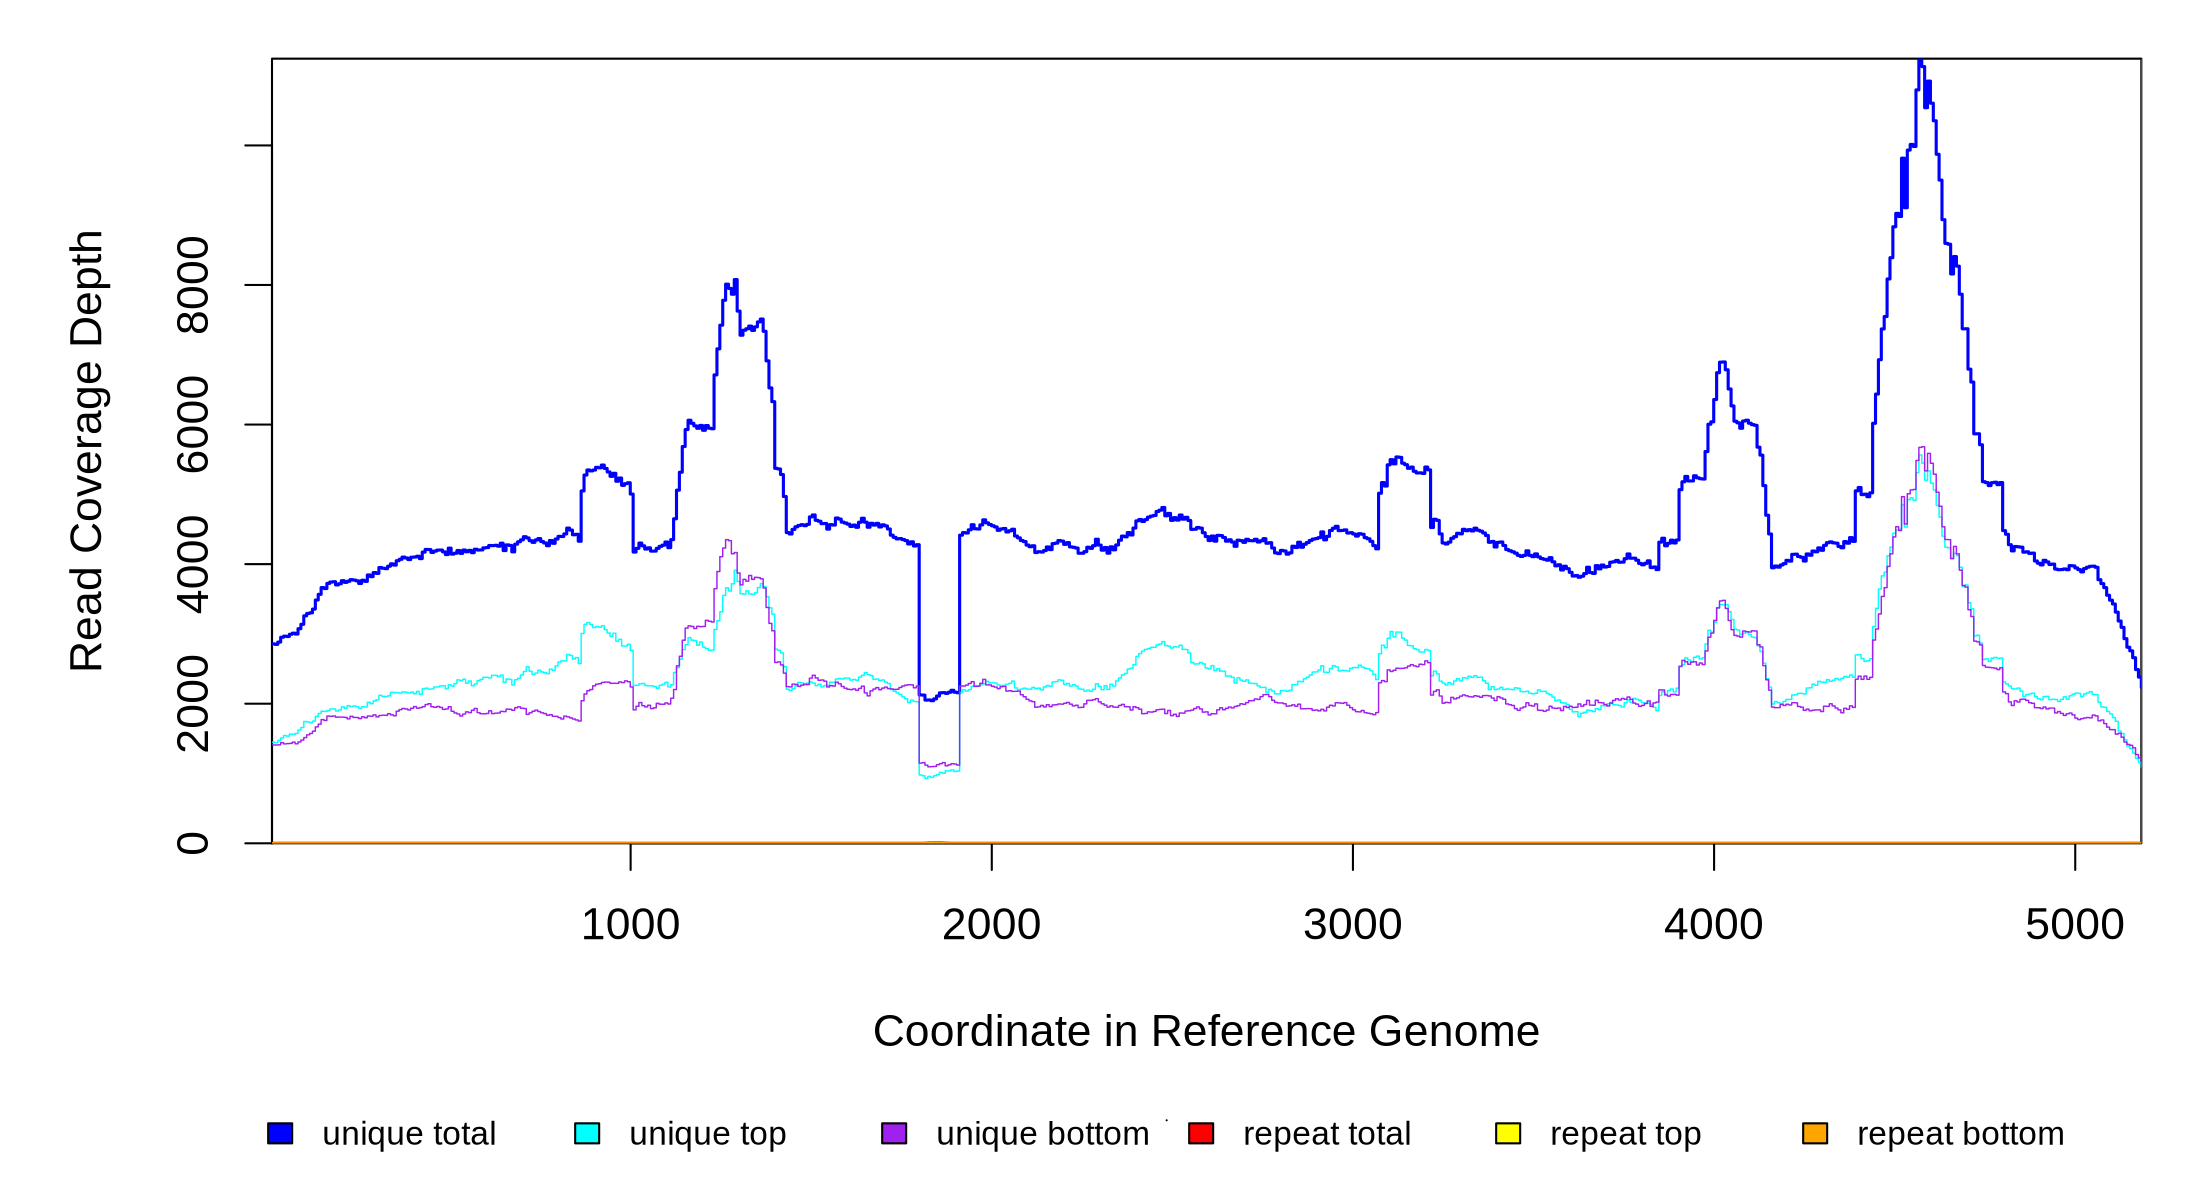 Read Coverage Depth
8000
6000
4000
2000
0
1000 2000 3000 4000 5000
Coordinate in Reference Genome
unique total unique top unique bottom repeat total repeat top repeat bottom